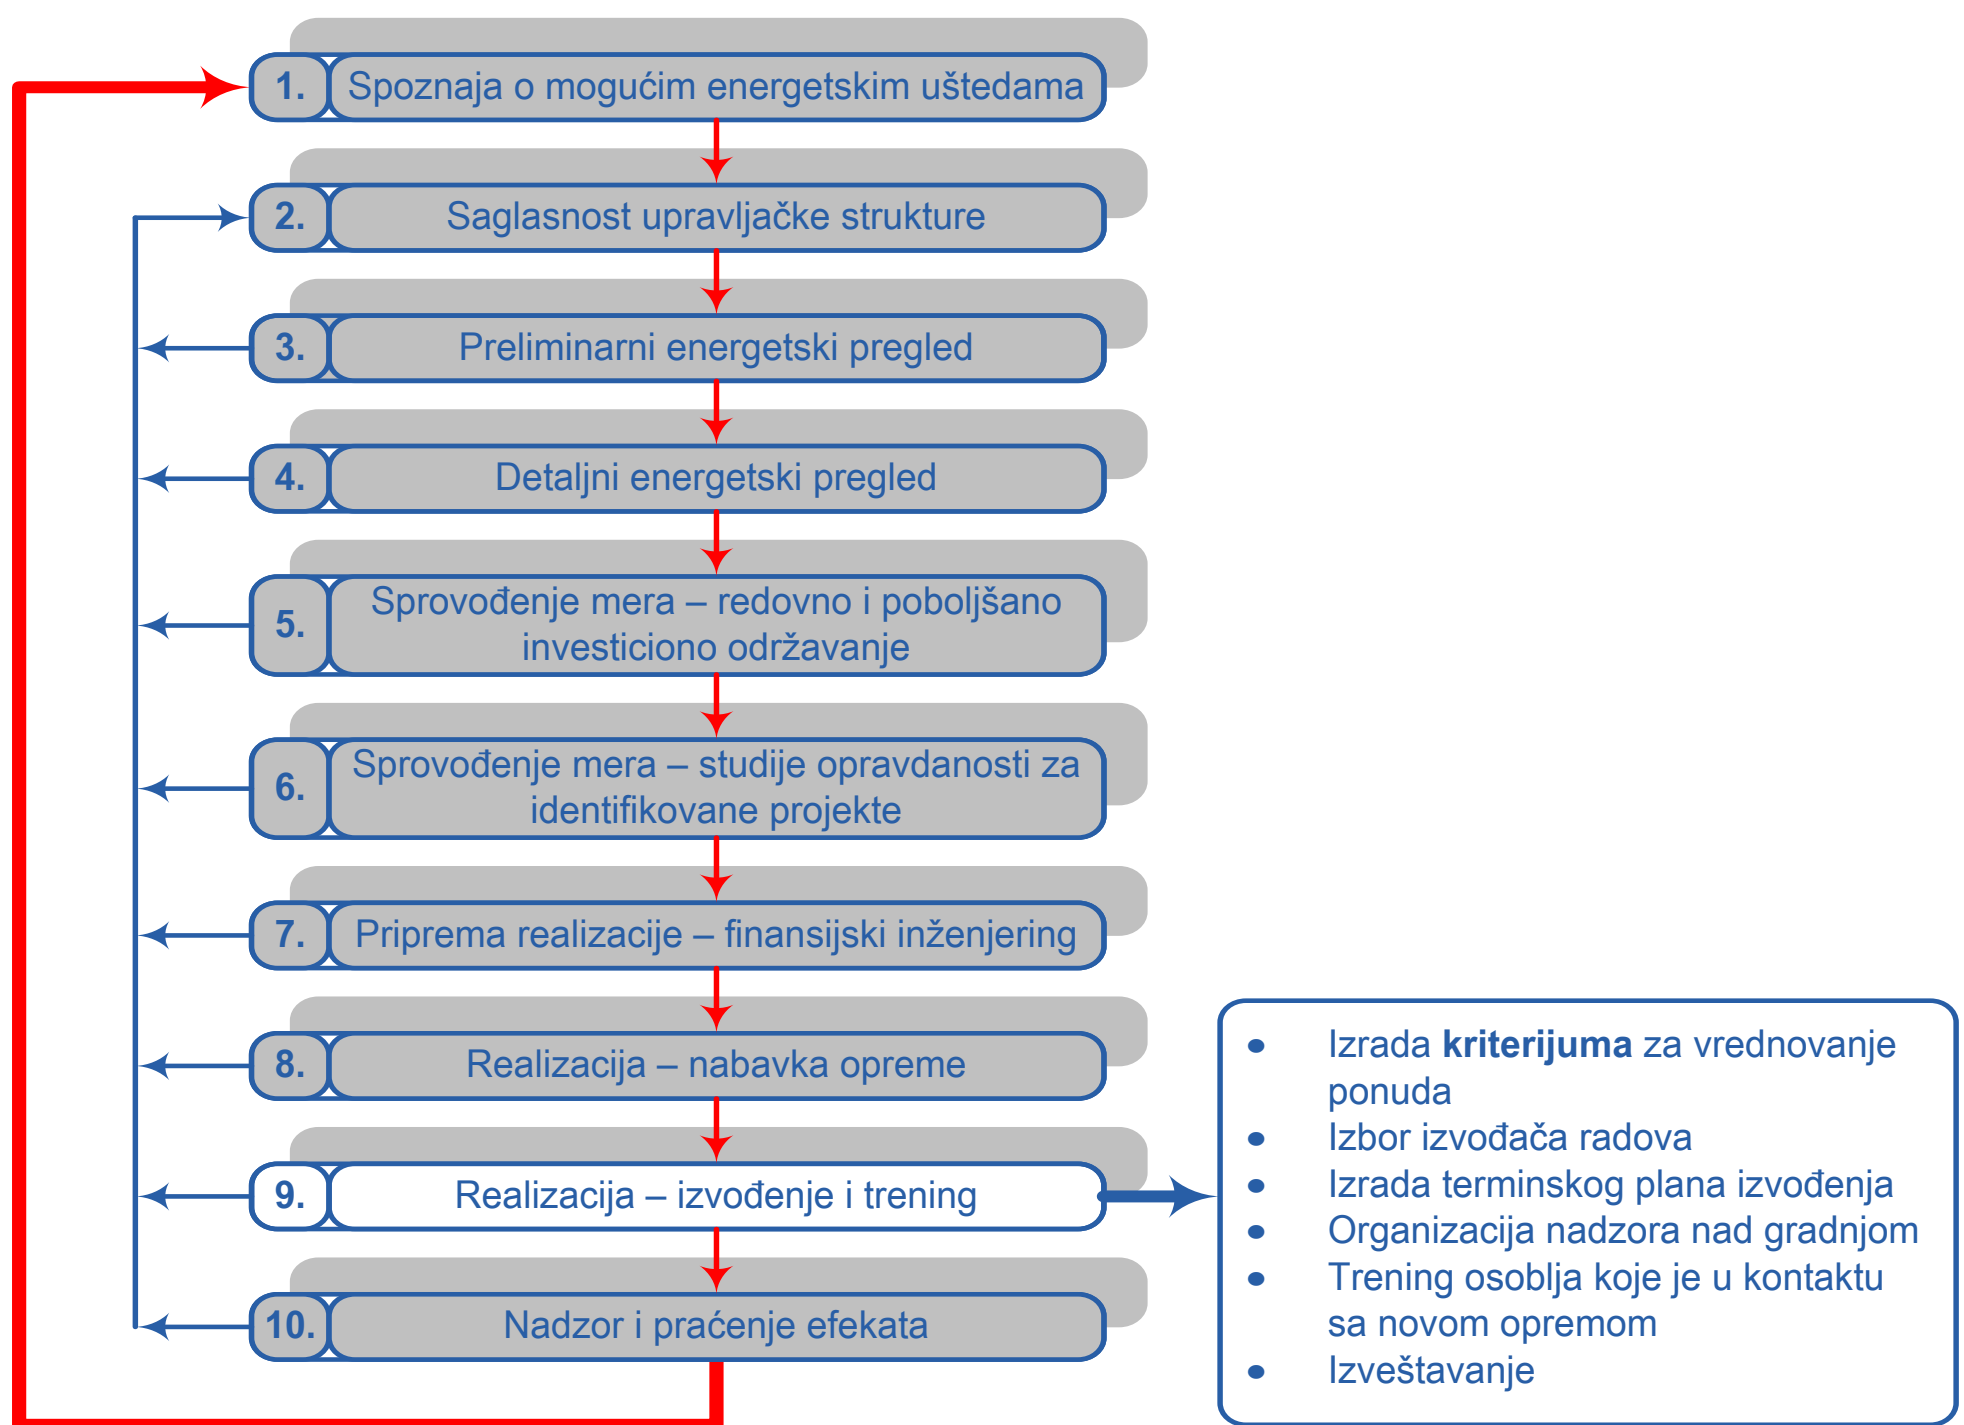 1. Spoznaja o mogućim energetskim uštedama
2. Saglasnost upravljačke strukture
3. Preliminarni energetski pregled
4. Detaljni energetski pregled
5. Sprovođenje mera – redovno i poboljšano
investiciono održavanje
6. Sprovođenje mera – studije opravdanosti za
identifikovane projekte
7. Priprema realizacije – finansijski inženjering
8. Realizacija – nabavka opreme
9. Realizacija – izvođenje i trening
10. Nadzor i praćenje efekata
• Izrada kriterijuma za vrednovanje
ponuda
• Izbor izvođača radova
• Izrada terminskog plana izvođenja
• Organizacija nadzora nad gradnjom
• Trening osoblja koje je u kontaktu
sa novom opremom
• Izveštavanje